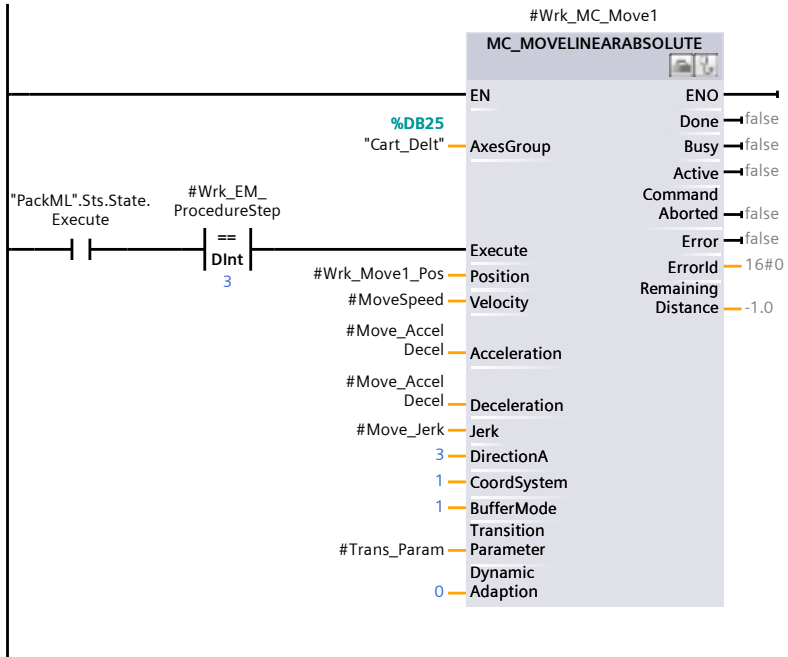 #Wrk_MC_Move1
MC_MOVELINEARABSOLUTE
EN
ENO
%DB25
"Cart_Delt"
AxesGroup
Done
false
Busy
false
Active
false
Command
Aborted
false
"PackML".Sts.State.
Execute
#Wrk_EM_
ProcedureStep
==
DInt
3
Execute
Error
false
#Wrk_Move1_Pos
Position
ErrorId
16#0
#MoveSpeed
Velocity
Remaining
Distance
-1.0
#Move_Accel
Decel
Acceleration
#Move_Accel
Decel
Deceleration
#Move_Jerk
Jerk
3
DirectionA
1
CoordSystem
1
BufferMode
#Trans_Param
Transition
Parameter
0
Dynamic
Adaption